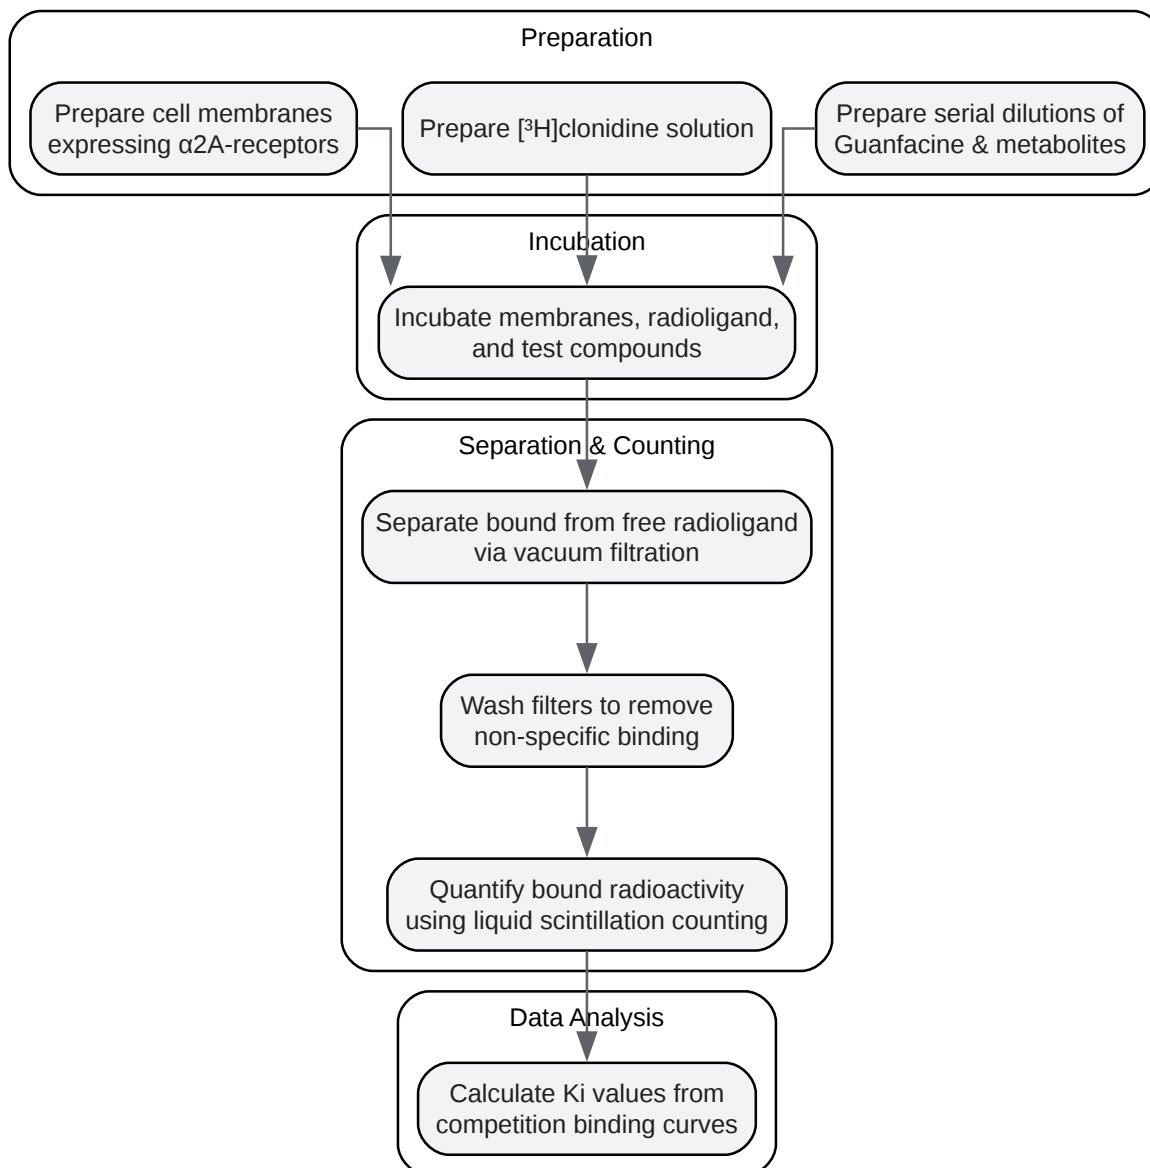 Preparation
Prepare cell membranes
expressing α2A-receptors
Prepare [³H]clonidine solution
Prepare serial dilutions of
Guanfacine & metabolites
Incubation
Incubate membranes, radioligand,
and test compounds
Separation & Counting
Separate bound from free radioligand
via vacuum filtration
Wash filters to remove
non-specific binding
Quantify bound radioactivity
using liquid scintillation counting
Data Analysis
Calculate Ki values from
competition binding curves